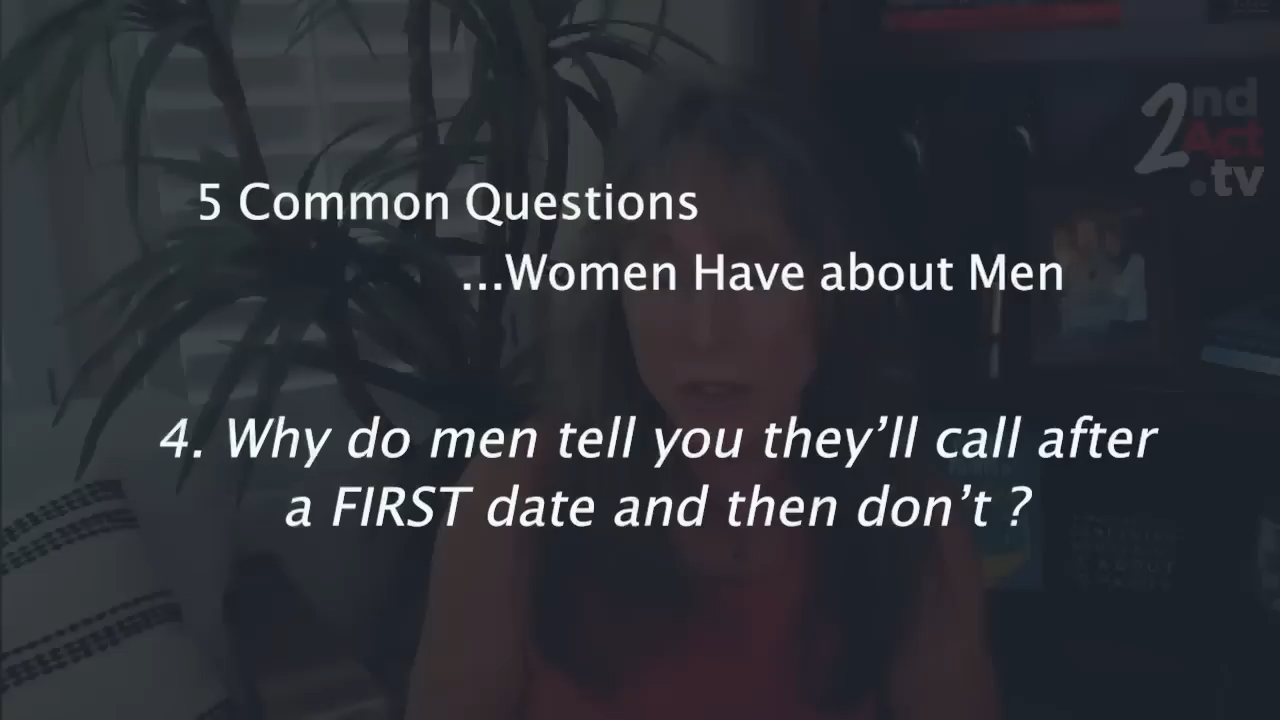 2nd
Act
.tv
5 Common Questions
...Women Have about Men
4. Why do men tell you they'll call after
a FIRST date and then don't ?